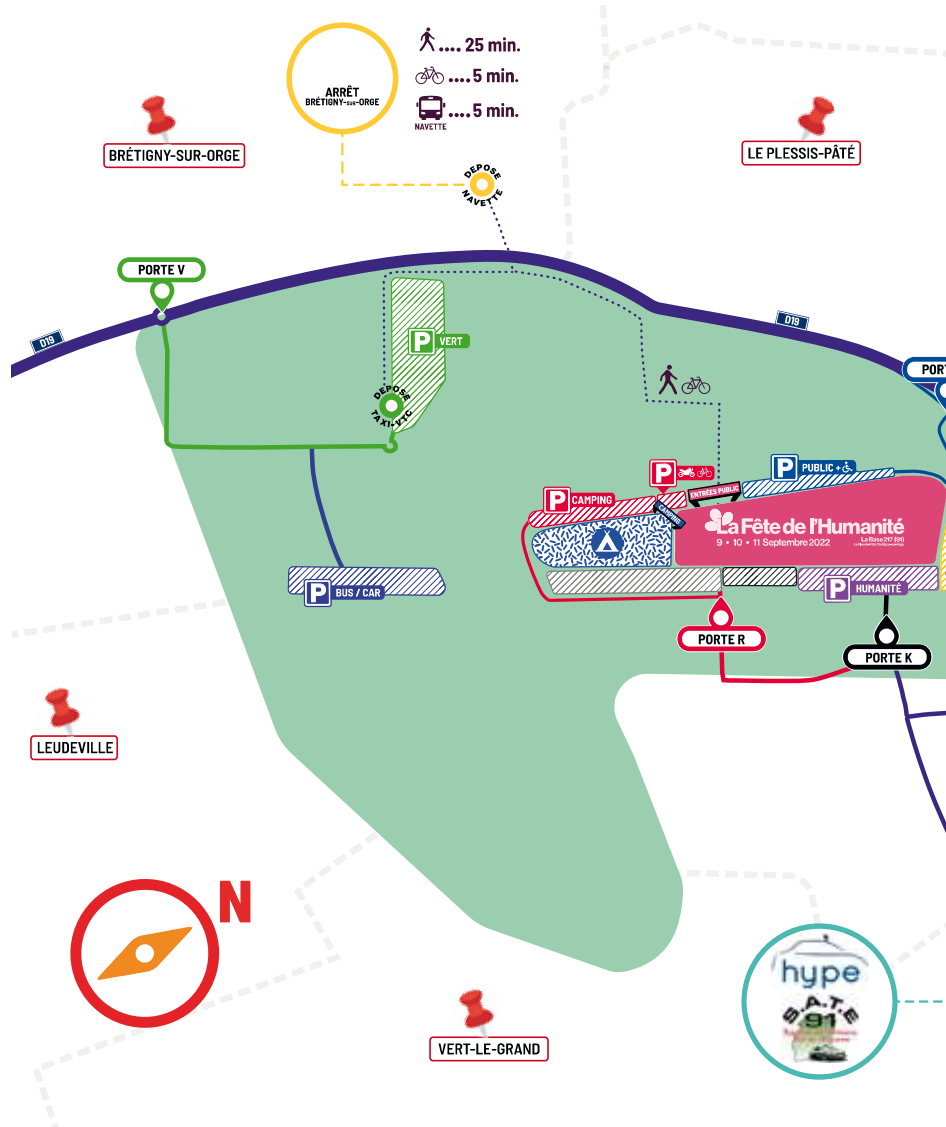 .... 25 min.
.... 5 min.
.... 5 min.
NAVETTE
ARRÊT
BRÉTIGNY-SUR-ORGE
BRÉTIGNY-SUR-ORGE
LE PLESSIS-PÂTÉ
DEPOSE
NAVETTE
PORTE V
D19
D19
P VERT
PORT
DEPOSE
TAXI-VTC
P
P PUBLIC +
P CAMPING
ENTRÉES PUBLIC
CAMPING
La Fête de l'Humanité
9 • 10 • 11 Septembre 2022
La Base 217 (91)
P BUS / CAR
P HUMANITÉ
PORTE R
PORTE K
LEUDEVILLE
N
hype
S.A.T.E
91
VERT-LE-GRAND